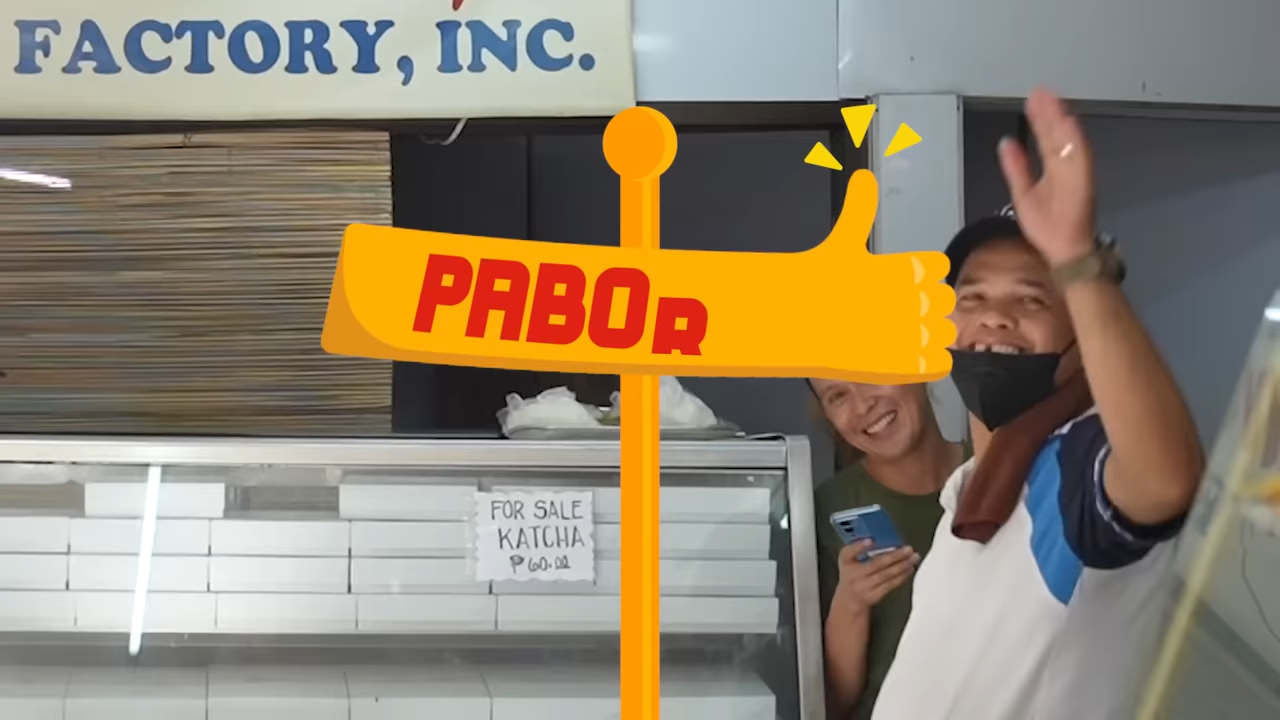 FACTORY, INC.
PABOR
FOR SALE
KATCHA
₱60.00